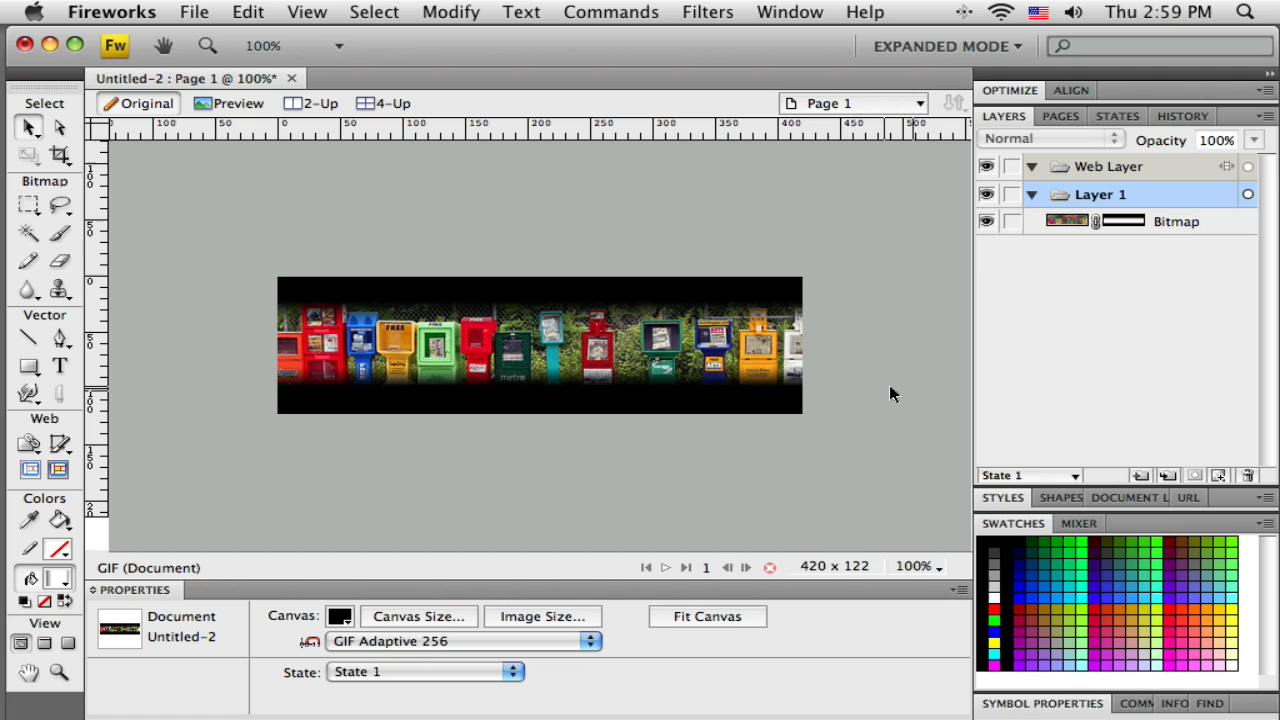 Fireworks File Edit View Select Modify Text Commands Filters Window Help Thu 2:59 PM
Fw 100% EXPANDED MODE
Untitled-2 : Page 1 @ 100%*
Original Preview 2-Up 4-Up Page 1
100 50 0 50 100 150 200 250 300 350 400 450 500
Select
Bitmap
Vector
Web
Colors
View
OPTIMIZE ALIGN
LAYERS PAGES STATES HISTORY
Normal Opacity 100%
Web Layer
Layer 1
Bitmap
FREE
FREE
metro
State 1
STYLES SHAPES DOCUMENT L URL
SWATCHES MIXER
GIF (Document) 1 420 x 122 100%
PROPERTIES
Document
Untitled-2
Canvas: Canvas Size... Image Size... Fit Canvas
GIF Adaptive 256
State: State 1
SYMBOL PROPERTIES COMM INFO FIND